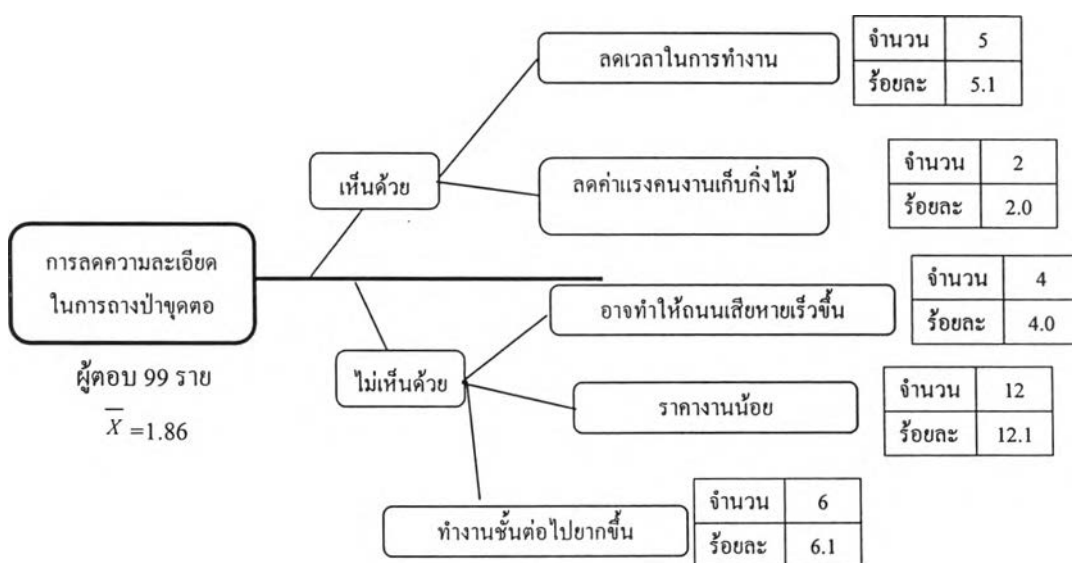 ลดเวลาในการทำงาน
จำนวน 5
ร้อยละ 5.1
เห็นด้วย
ลดค่าแรงคนงานเก็บกิ่งไม้
จำนวน 2
ร้อยละ 2.0
การลดความละเอียด
ในการถางป่าขุดตอ
ผู้ตอบ 99 ราย
X̄ =1.86
อาจทำให้ถนนเสียหายเร็วขึ้น
จำนวน 4
ร้อยละ 4.0
ไม่เห็นด้วย
ราคางานน้อย
จำนวน 12
ร้อยละ 12.1
ทำงานชั้นต่อไปยากขึ้น
จำนวน 6
ร้อยละ 6.1